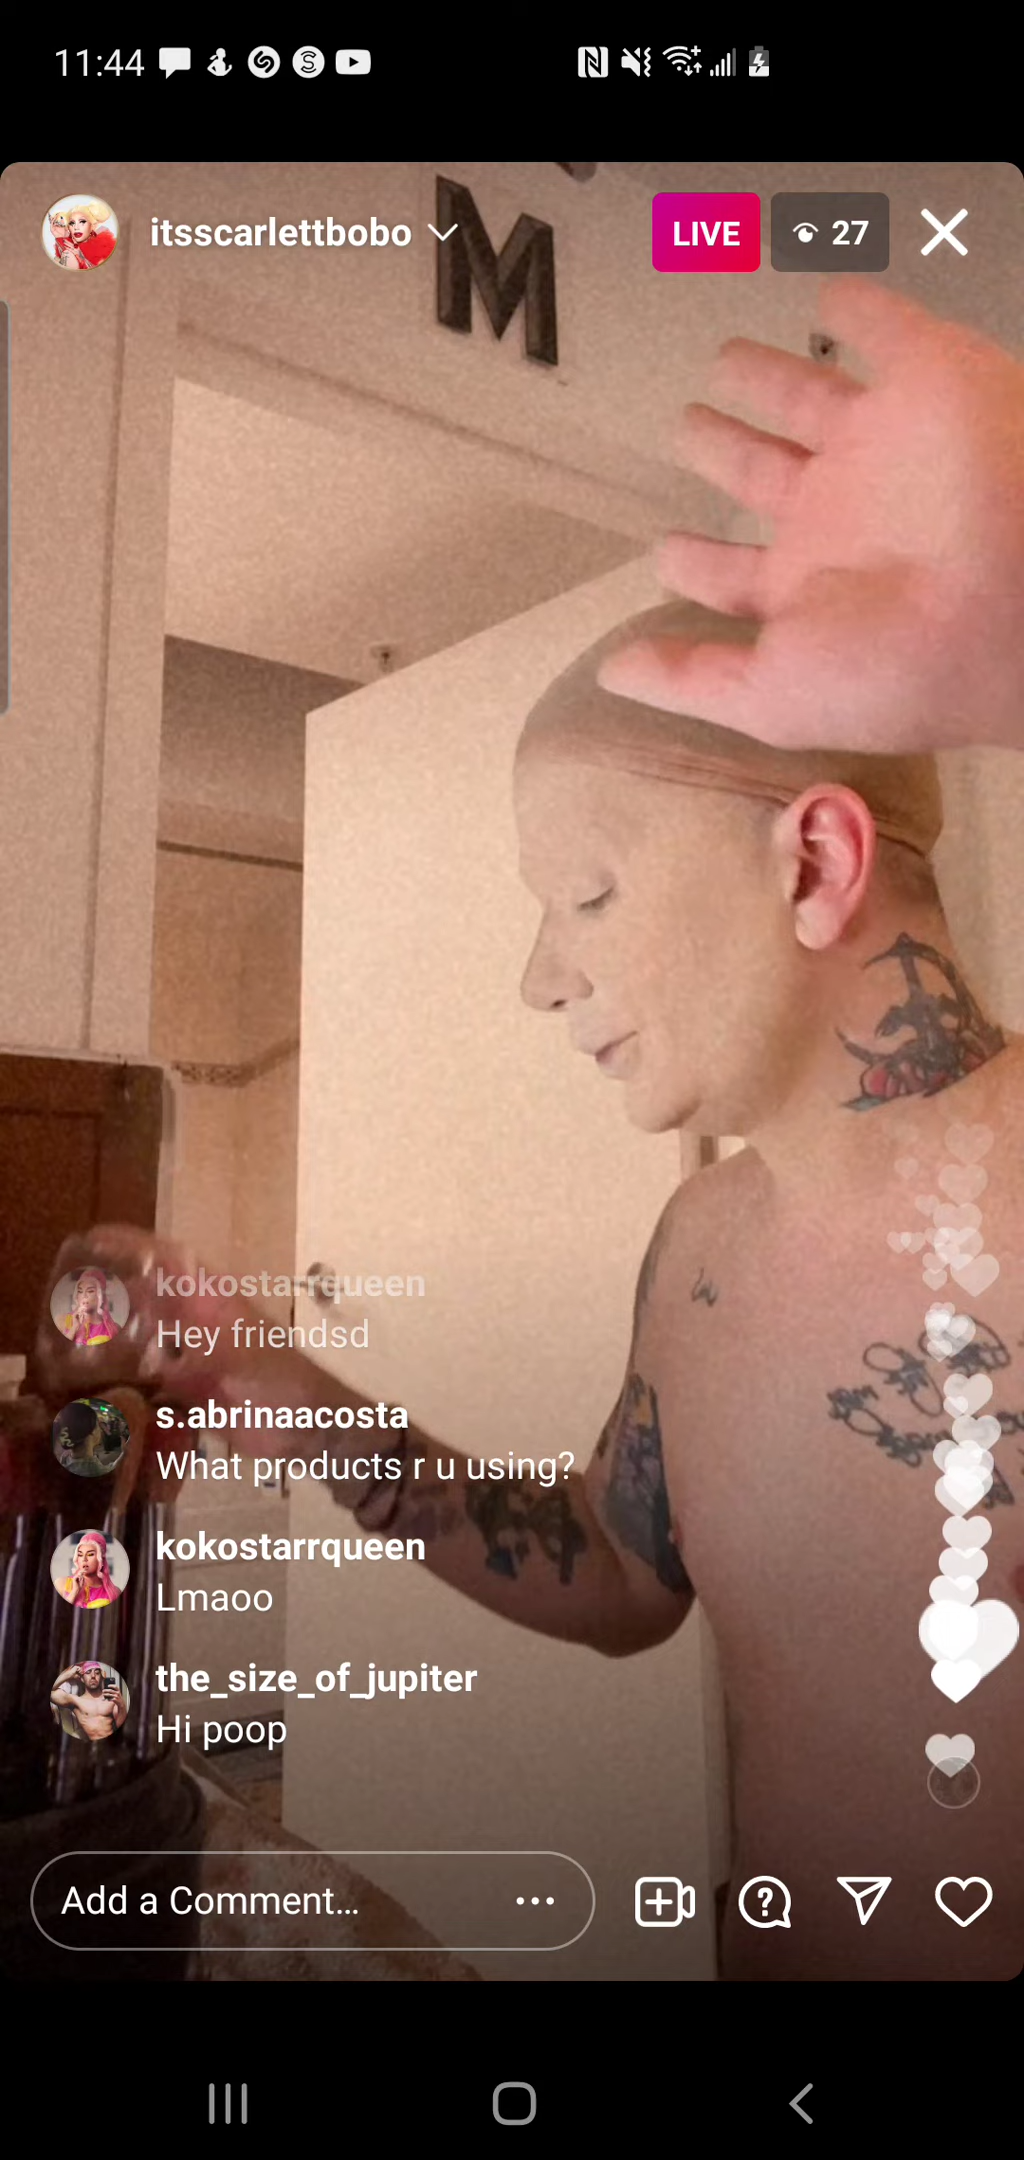 11:44
M
itsscarlettbobo
LIVE
27
kokostarrqueen
Hey friendsd
s.abrinaacosta
What products r u using?
kokostarrqueen
Lmaoo
the_size_of_jupiter
Hi poop
Add a Comment...